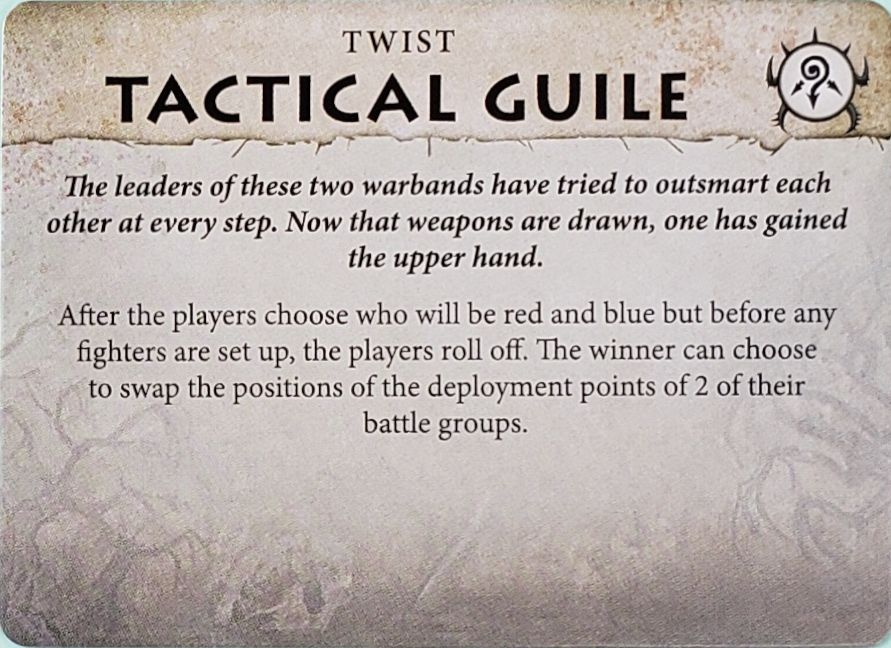 TWIST
TACTICAL GUILE
The leaders of these two warbands have tried to outsmart each
other at every step. Now that weapons are drawn, one has gained
the upper hand.
After the players choose who will be red and blue but before any
fighters are set up, the players roll off. The winner can choose
to swap the positions of the deployment points of 2 of their
battle groups.